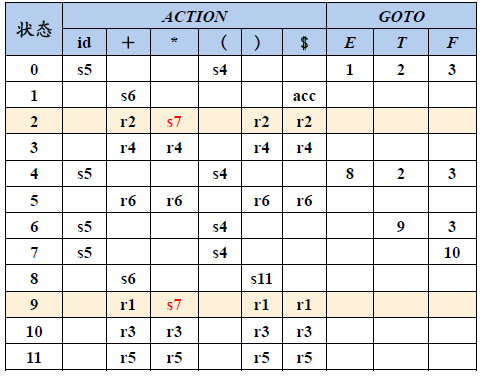 状态 ACTION GOTO
id + * ( ) $ E T F
0 s5 s4 1 2 3
1 s6 acc
2 r2 s7 r2 r2
3 r4 r4 r4 r4
4 s5 s4 8 2 3
5 r6 r6 r6 r6
6 s5 s4 9 3
7 s5 s4 10
8 s6 s11
9 r1 s7 r1 r1
10 r3 r3 r3 r3
11 r5 r5 r5 r5